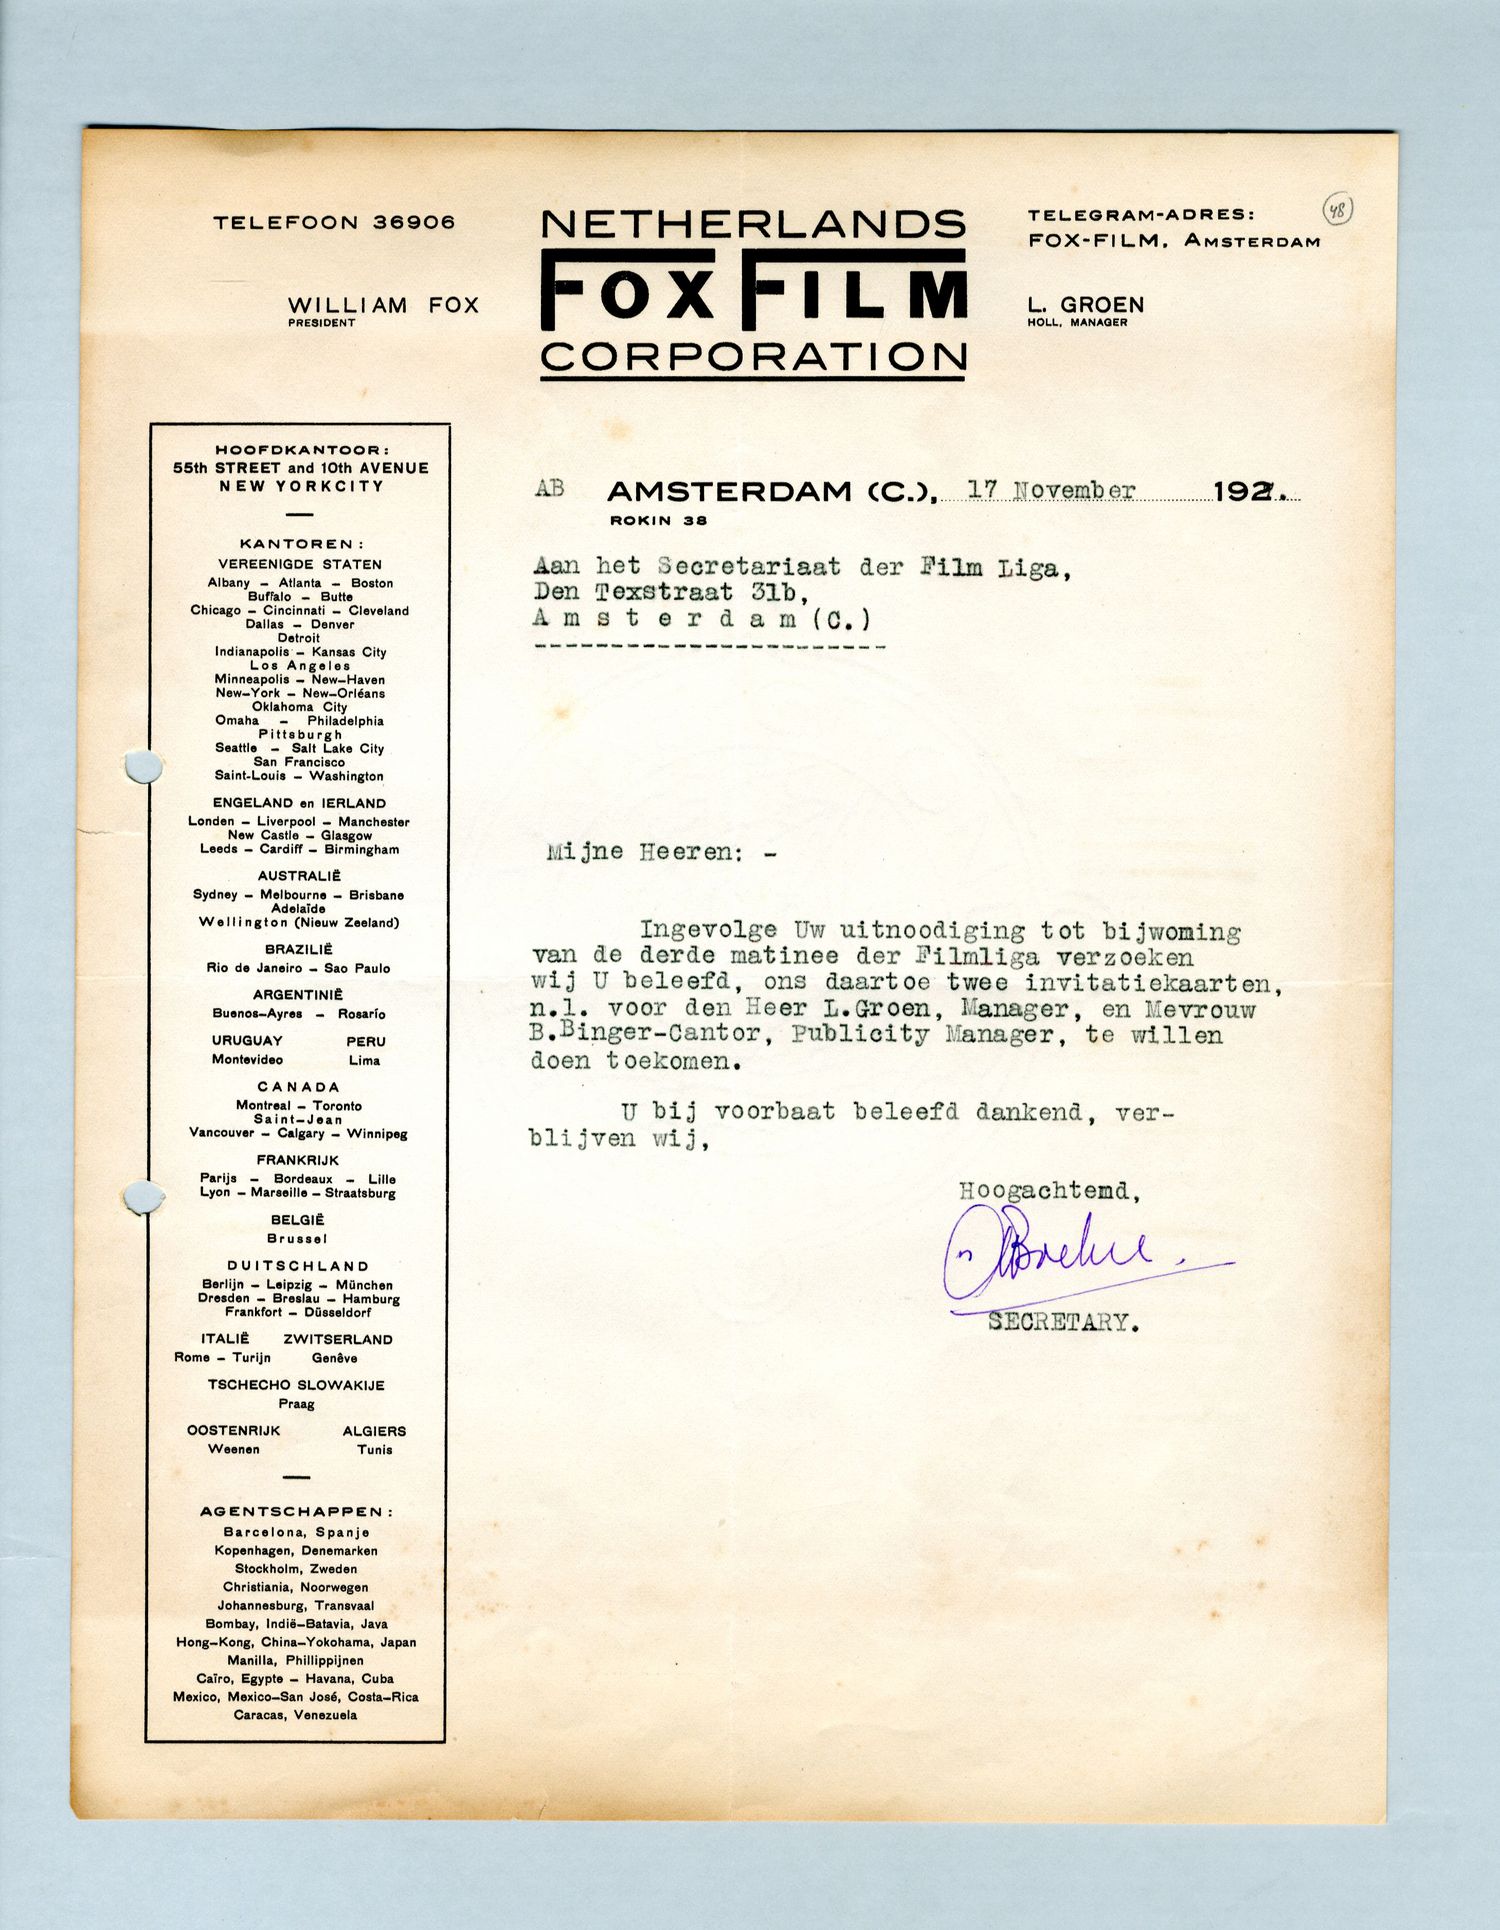 TELEFOON 36906
WILLIAM FOX
PRESIDENT
NETHERLANDS
FOX FILM
CORPORATION
TELEGRAM-ADRES:
FOX-FILM, AMSTERDAM
48
L. GROEN
HOLL. MANAGER
HOOFDKANTOOR:
55th STREET and 10th AVENUE
NEW YORKCITY
KANTOREN:
VEREENIGDE STATEN
Albany – Atlanta – Boston
Buffalo – Butte
Chicago – Cincinnati – Cleveland
Dallas – Denver
Detroit
Indianapolis – Kansas City
Los Angeles
Minneapolis – New-Haven
New-York – New-Orléans
Oklahoma City
Omaha – Philadelphia
Pittsburgh
Seattle – Salt Lake City
San Francisco
Saint-Louis – Washington
ENGELAND en IERLAND
Londen – Liverpool – Manchester
New Castle – Glasgow
Leeds – Cardiff – Birmingham
AUSTRALIË
Sydney – Melbourne – Brisbane
Adelaïde
Wellington (Nieuw Zeeland)
BRAZILIË
Rio de Janeiro – Sao Paulo
ARGENTINIË
Buenos-Ayres – Rosarío
URUGUAY PERU
Montevideo Lima
CANADA
Montreal – Toronto
Saint-Jean
Vancouver – Calgary – Winnipeg
FRANKRIJK
Parijs – Bordeaux – Lille
Lyon – Marseille – Straatsburg
BELGIË
Brussel
DUITSCHLAND
Berlijn – Leipzig – München
Dresden – Breslau – Hamburg
Frankfort – Düsseldorf
ITALIË ZWITSERLAND
Rome – Turijn Genêve
TSCHECHO SLOWAKIJE
Praag
OOSTENRIJK ALGIERS
Weenen Tunis
AGENTSCHAPPEN:
Barcelona, Spanje
Kopenhagen, Denemarken
Stockholm, Zweden
Christiania, Noorwegen
Johannesburg, Transvaal
Bombay, Indië–Batavia, Java
Hong-Kong, China–Yokohama, Japan
Manilla, Phillippijnen
Caïro, Egypte – Havana, Cuba
Mexico, Mexico–San José, Costa-Rica
Caracas, Venezuela
AB AMSTERDAM (C.), 17 November 1927.
ROKIN 38
Aan het Secretariaat der Film Liga,
Den Texstraat 31b,
A m s t e r d a m (C.)
-----------------------
Mijne Heeren: -
Ingevolge Uw uitnoodiging tot bijwoming
van de derde matinee der Filmliga verzoeken
wij U beleefd, ons daartoe twee invitatiekaarten,
n.l. voor den Heer L.Groen, Manager, en Mevrouw
B.Binger-Cantor, Publicity Manager, te willen
doen toekomen.
U bij voorbaat beleefd dankend, ver-
blijven wij,
Hoogachtemd,
SECRETARY.